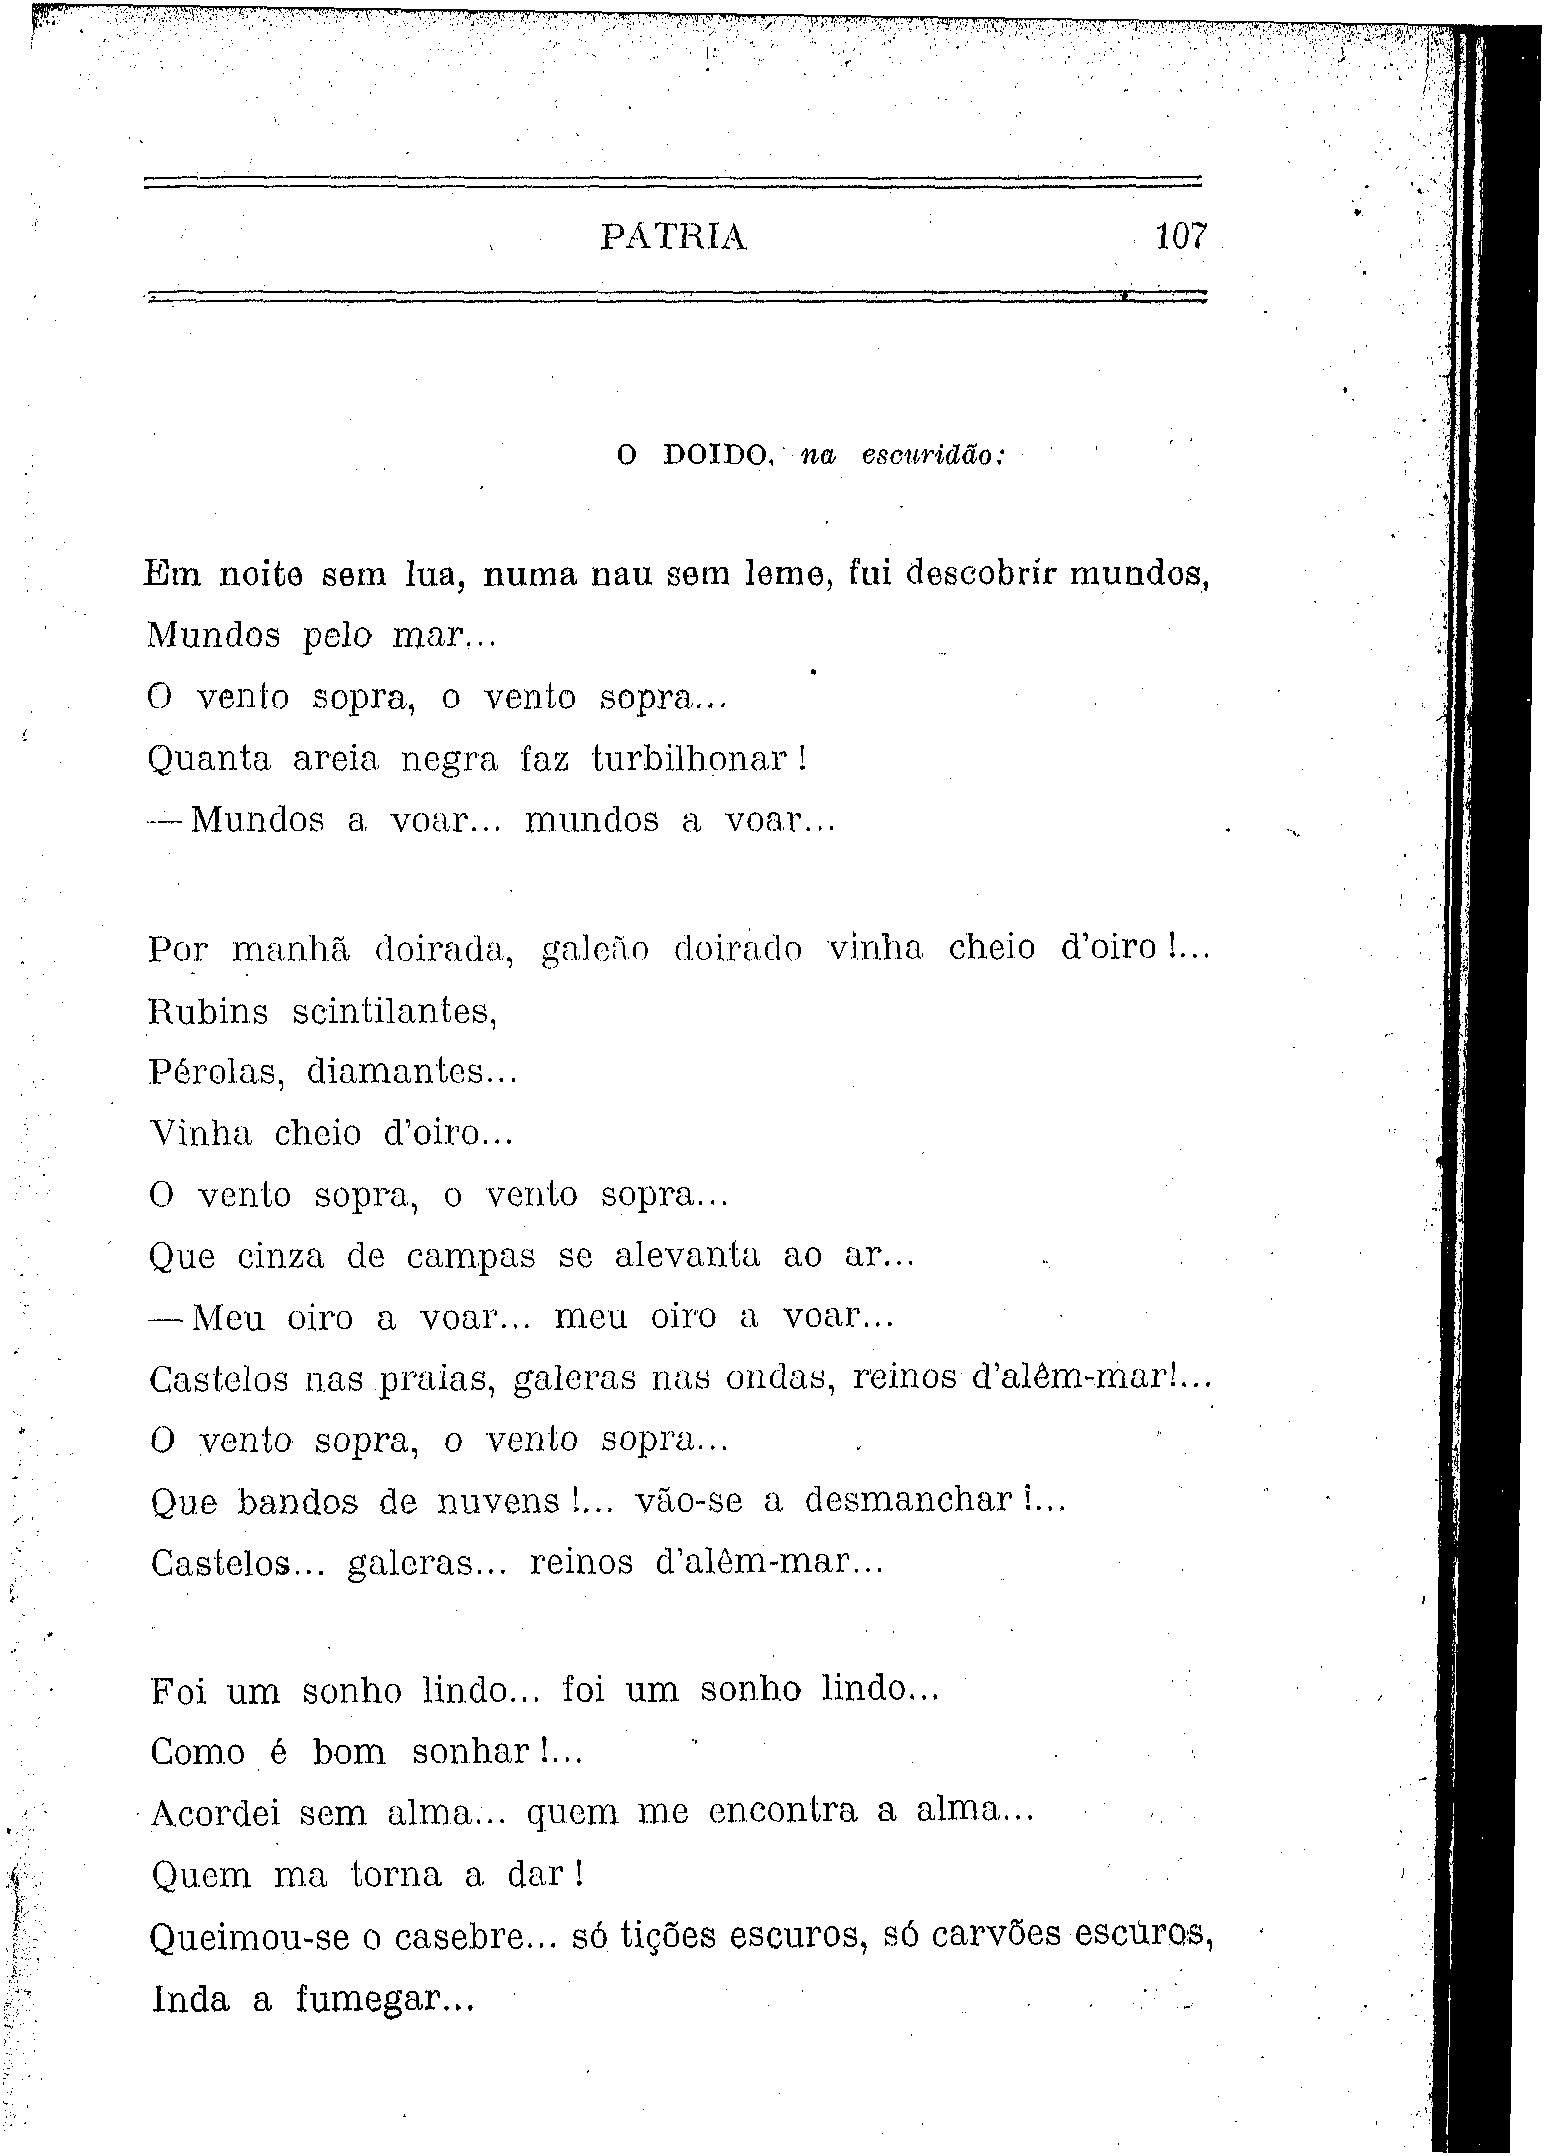 PÁTRIA 107
O DOIDO, na escuridão:
Em noite sem lua, numa nau sem leme, fui descobrir mundos,
Mundos pelo mar...
O vento sopra, o vento sopra...
Quanta areia negra faz turbilhonar !
— Mundos a voar... mundos a voar...
Por manhã doirada, galeão doirado vinha cheio d'oiro !...
Rubins scintilantes,
Pérolas, diamantes...
Vinha cheio d'oiro...
O vento sopra, o vento sopra...
Que cinza de campas se alevanta ao ar...
— Meu oiro a voar... meu oiro a voar...
Castelos nas praias, galeras nas ondas, reinos d'alêm-mar!...
O vento sopra, o vento sopra...
Que bandos de nuvens !... vão-se a desmanchar !...
Castelos... galeras... reinos d'alêm-mar...
Foi um sonho lindo... foi um sonho lindo...
Como é bom sonhar !...
Acordei sem alma... quem me encontra a alma...
Quem ma torna a dar !
Queimou-se o casebre... só tições escuros, só carvões escuros,
Inda a fumegar...